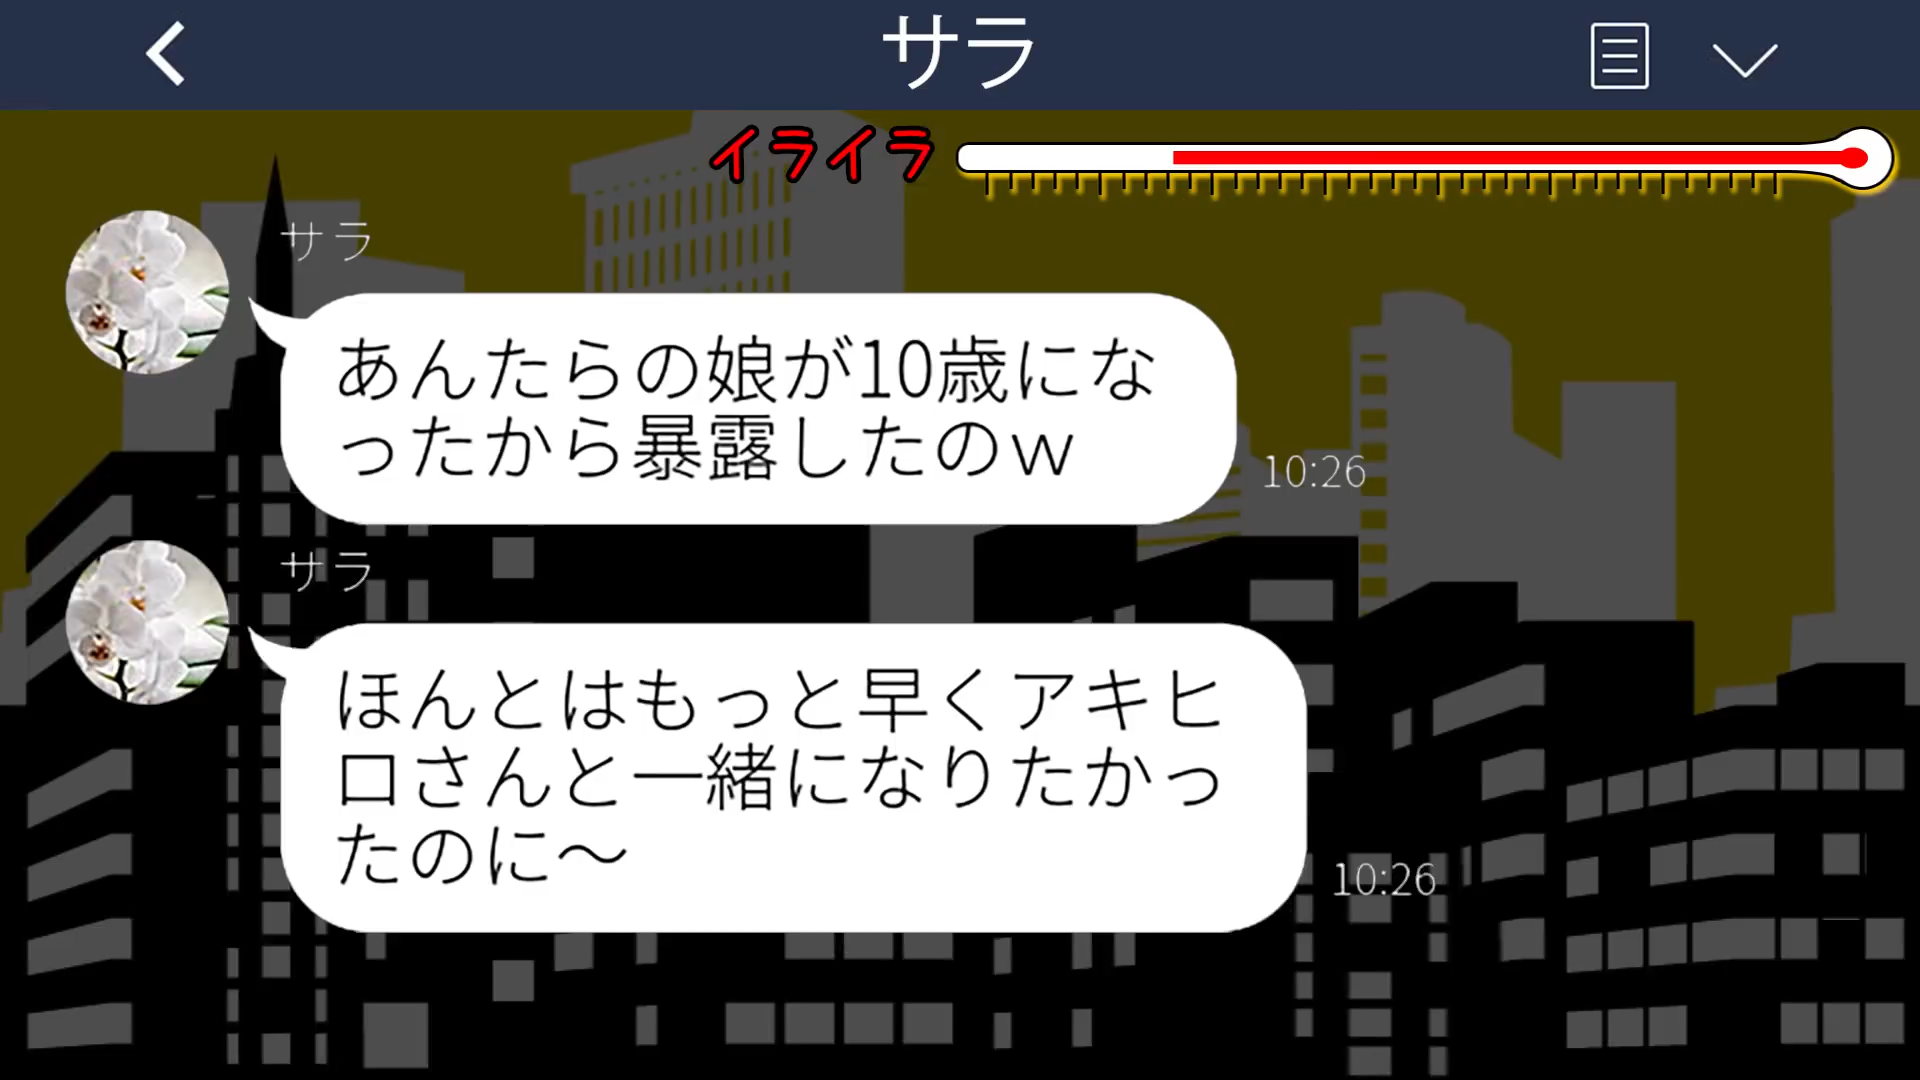 サラ
イライラ
サラ
あんたらの娘が10歳にな
ったから暴露したのｗ
10:26
サラ
ほんとはもっと早くアキヒ
ロさんと一緒になりたかっ
たのに～
10:26